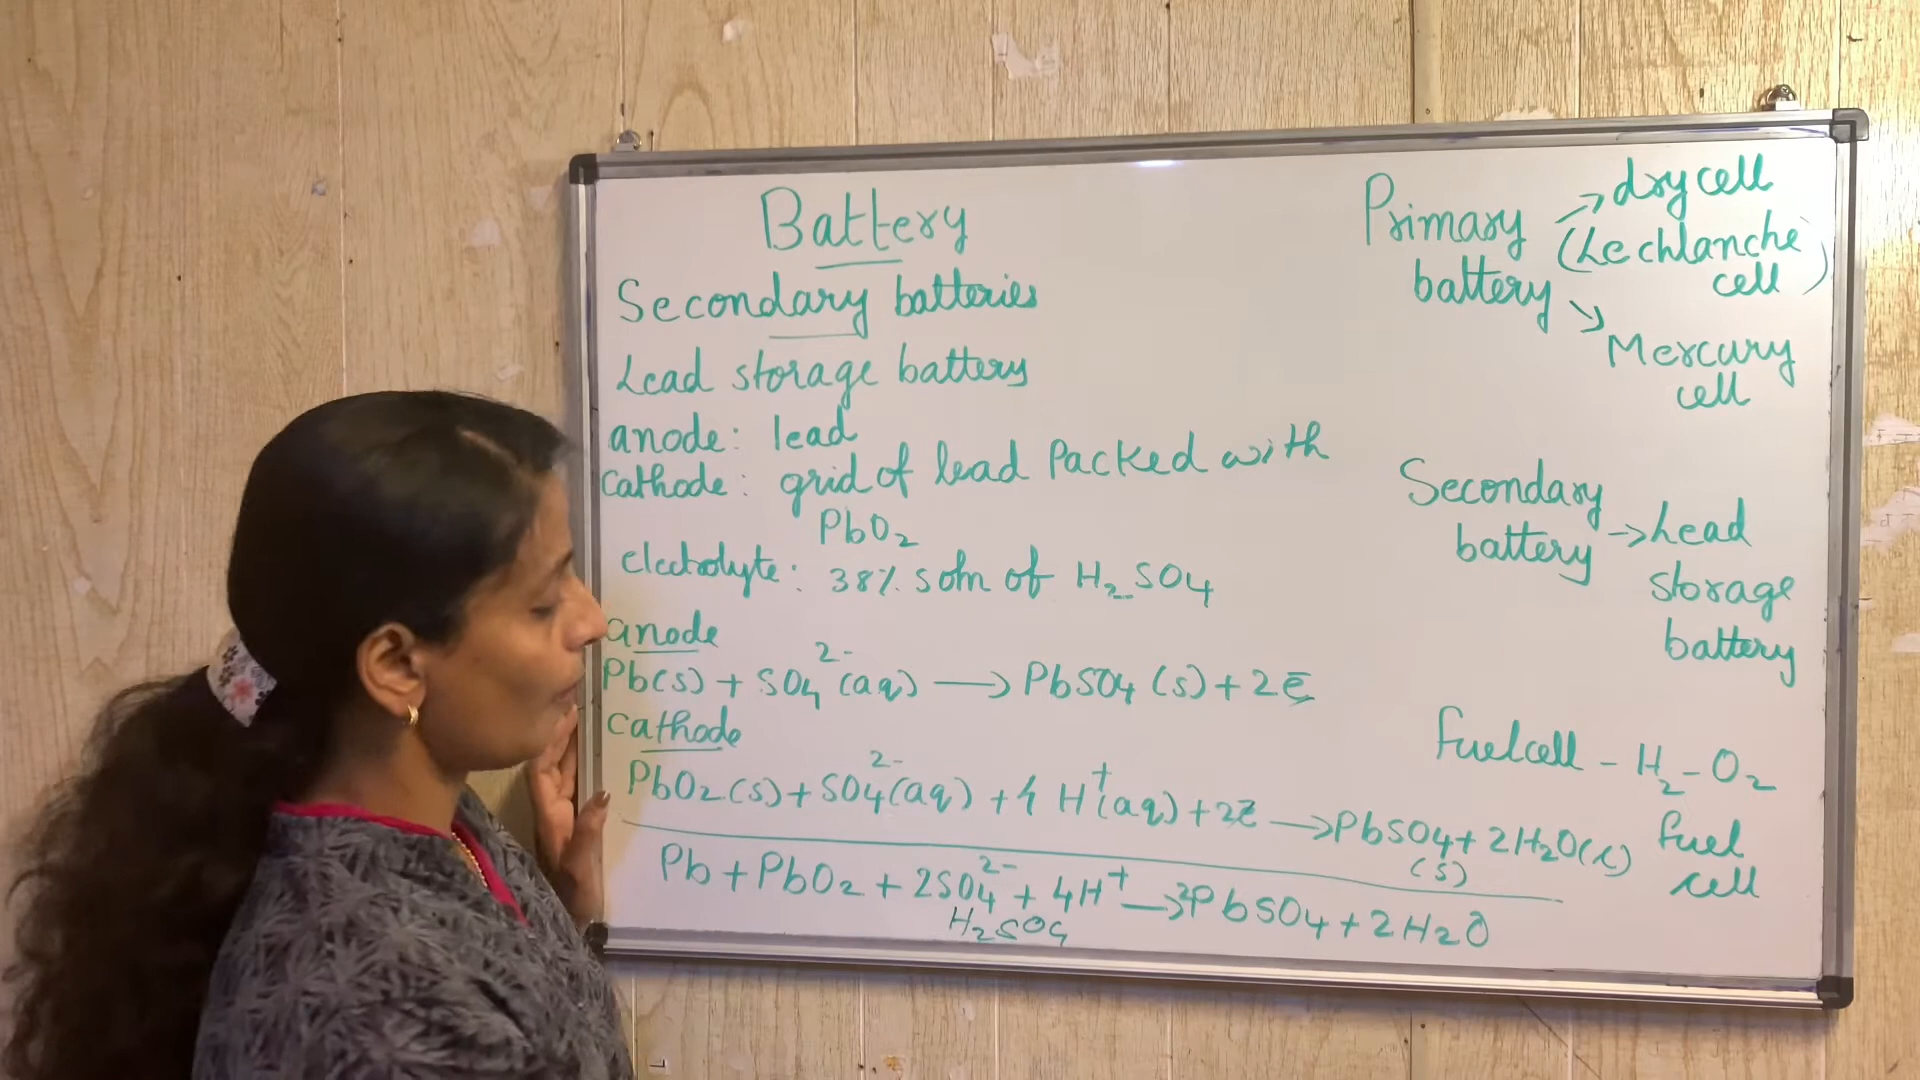 Battery
Secondary batteries
Lead storage battery
anode: lead
Cathode: grid of lead Packed with
PbO2
Electrolyte: 38% soln of H2SO4
anode
Pb(s) + SO4^2-(aq) → PbSO4(s) + 2e̅
Cathode
PbO2(s) + SO4^2-(aq) + 4H^+(aq) + 2e̅ → PbSO4 + 2H2O(l)
(s)
Pb + PbO2 + 2SO4^2- + 4H^+ → 2PbSO4 + 2H2O
H2SO4
Primary → dry cell
battery (Lechlanche
cell)
↘ Mercury
cell
Secondary
battery → Lead
storage
battery
Fuelcell - H2-O2
fuel
cell